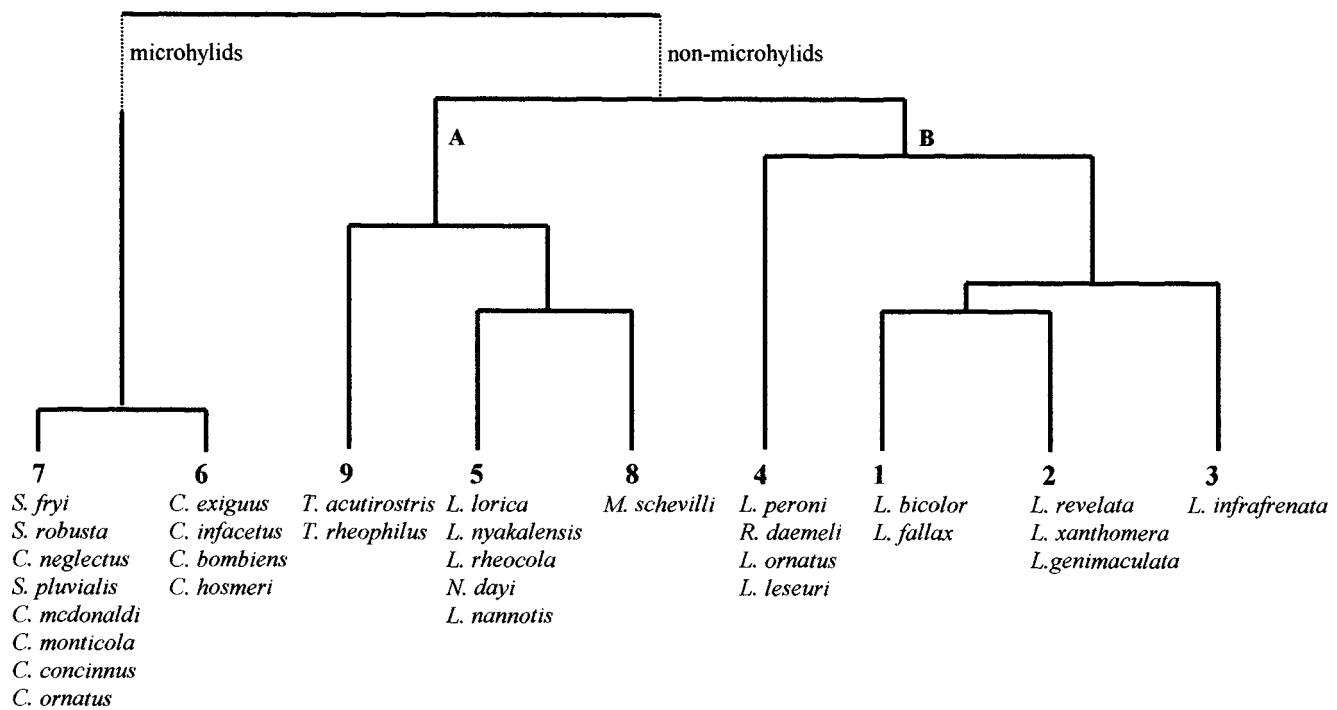 microhylids
non-microhylids
A
B
7
S. fryi
S. robusta
C. neglectus
S. pluvialis
C. mcdonaldi
C. monticola
C. concinnus
C. ornatus
6
C. exiguus
C. infacetus
C. bombiens
C. hosmeri
9
T. acutirostris
T. rheophilus
5
L. lorica
L. nyakalensis
L. rheocola
N. dayi
L. nannotis
8
M. schevilli
4
L. peroni
R. daemeli
L. ornatus
L. leseuri
1
L. bicolor
L. fallax
2
L. revelata
L. xanthomera
L.genimaculata
3
L. infrafrenata